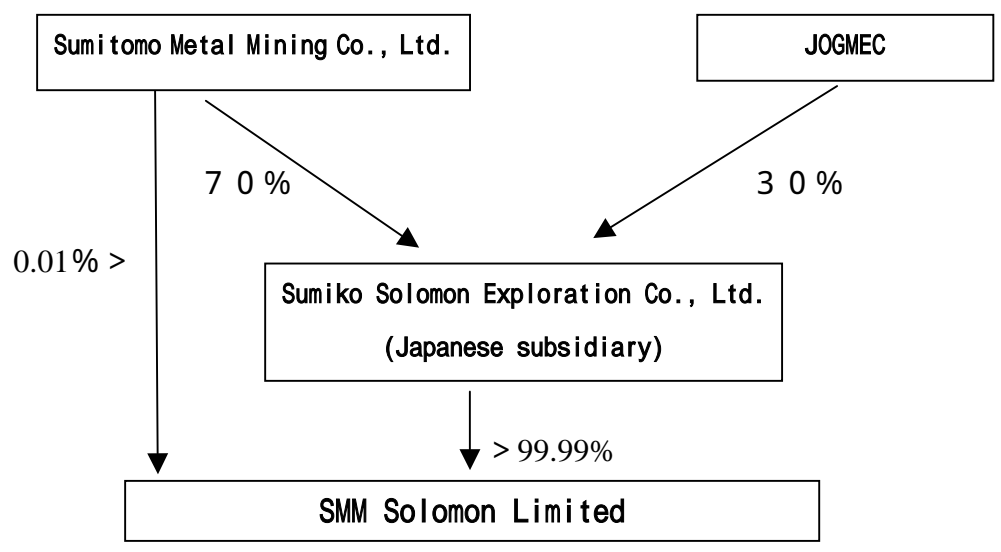 Sumitomo Metal Mining Co., Ltd.
JOGMEC
７０%
３０%
0.01% >
Sumiko Solomon Exploration Co., Ltd.
(Japanese subsidiary)
> 99.99%
SMM Solomon Limited